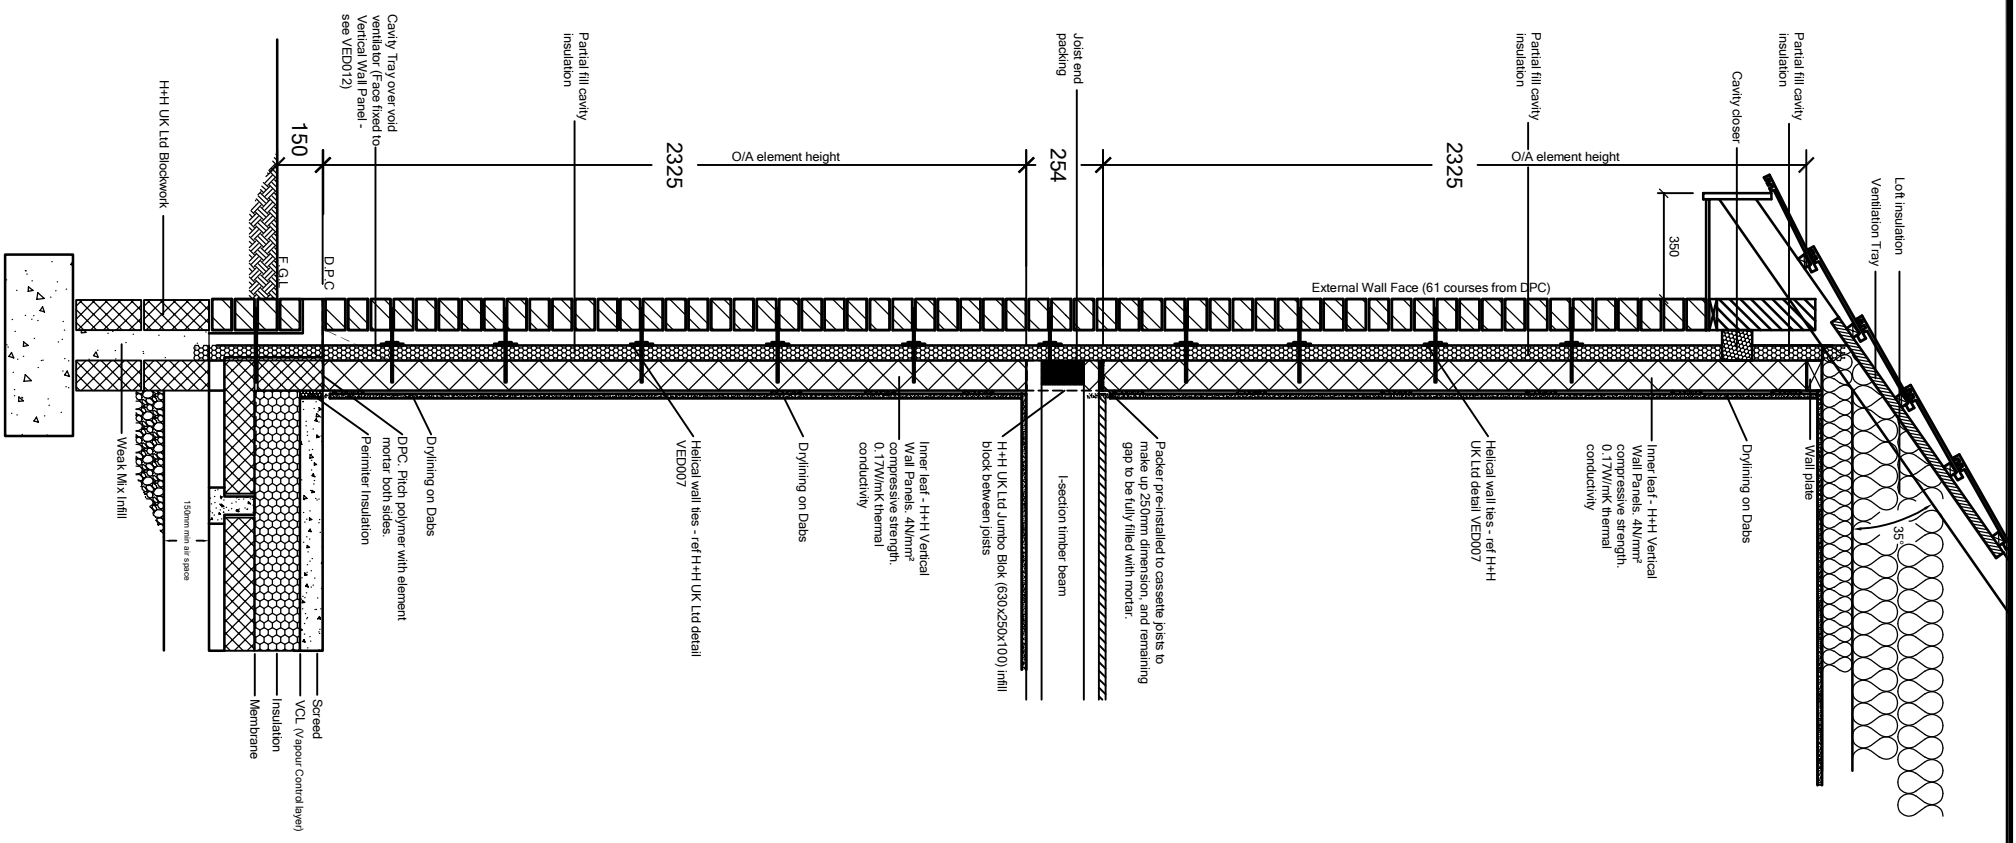 Loft insulation
Ventilation Tray
Partial fill cavity
insulation
Cavity closer
Partial fill cavity
insulation
Joist end
packing
Partial fill cavity
insulation
Cavity Tray over void
ventilator (Face fixed to
Vertical Wall Panel -
see VED012)
H+H UK Ltd Blockwork
350
2325
O/A element height
254
2325
O/A element height
150
D.P.C
F.G.L
External Wall Face (61 courses from DPC)
35°
Wall plate
Drylining on Dabs
Inner leaf - H+H Vertical
Wall Panels. 4N/mm²
compressive strength.
0.17W/mK thermal
conductivity
Helical wall ties - ref H+H
UK Ltd detail VED007
Packer pre-installed to cassette joists to
make up 250mm dimension, and remaining
gap to be fully filled with mortar.
I-section timber beam
H+H UK Ltd Jumbo Blok (630x250x100) infill
block between joists
Inner leaf - H+H Vertical
Wall Panels. 4N/mm²
compressive strength.
0.17W/mK thermal
conductivity
Drylining on Dabs
Helical wall ties - ref H+H UK Ltd detail
VED007
Drylining on Dabs
DPC. Pitch polymer with element
mortar both sides.
Perimiter Insulation
Screed
VCL (Vapour Control layer)
Insulation
Membrane
150mm min air space
Weak Mix Infill